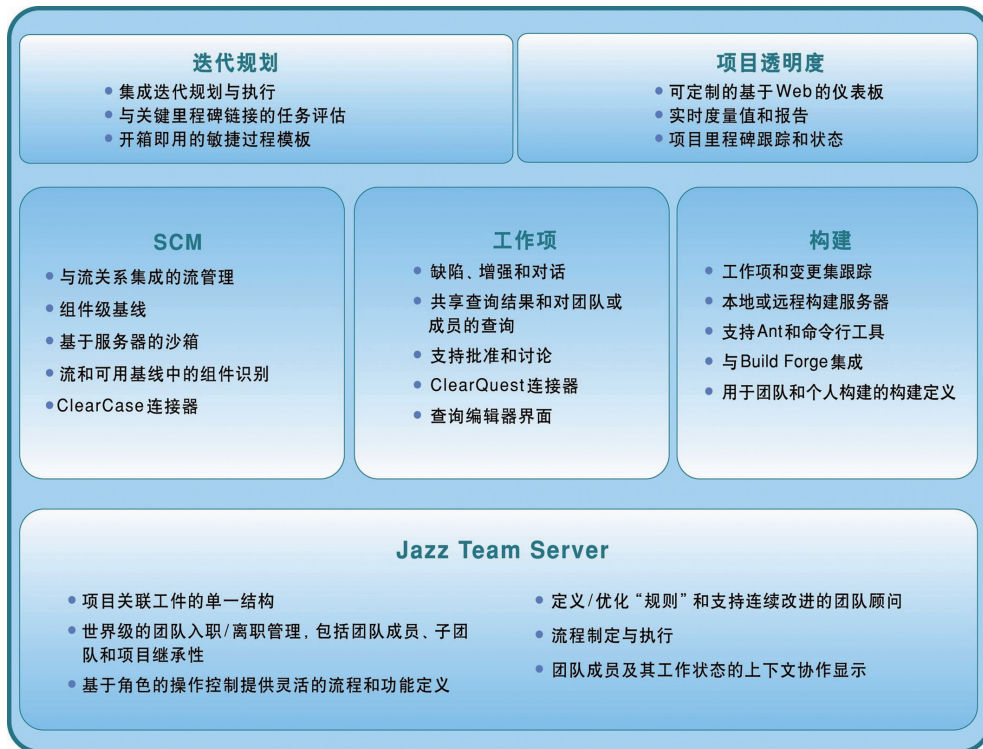 迭代规划
集成迭代规划与执行
与关键里程碑链接的任务评估
开箱即用的敏捷过程模板
项目透明度
可定制的基于Web的仪表板
实时度量值和报告
项目里程碑跟踪和状态
SCM
与流关系集成的流管理
组件级基线
基于服务器的沙箱
流和可用基线中的组件识别
ClearCase连接器
工作项
缺陷、增强和对话
共享查询结果和对团队或
成员的查询
支持批准和讨论
ClearQuest连接器
查询编辑器界面
构建
工作项和变更集跟踪
本地或远程构建服务器
支持Ant和命令行工具
与Build Forge集成
用于团队和个人构建的构建定义
Jazz Team Server
项目关联工件的单一结构
世界级的团队入职/离职管理，包括团队成员、子团
队和项目继承性
基于角色的操作控制提供灵活的流程和功能定义
定义/优化“规则”和支持连续改进的团队顾问
流程制定与执行
团队成员及其工作状态的上下文协作显示